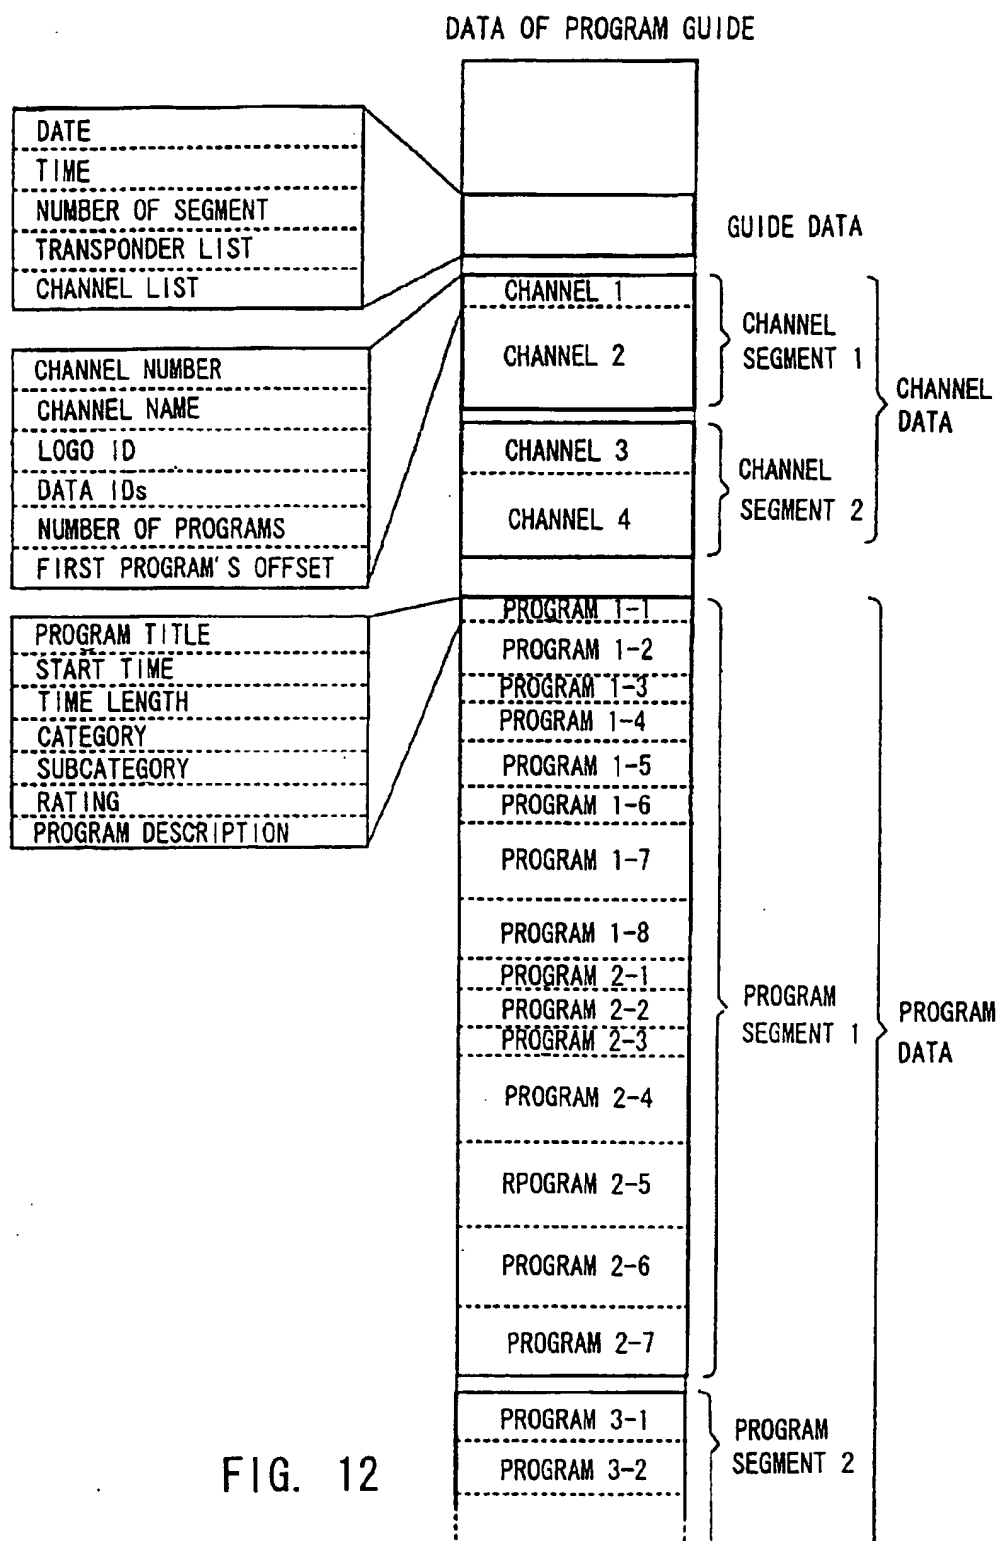 DATA OF PROGRAM GUIDE
DATE
TIME
NUMBER OF SEGMENT
TRANSPONDER LIST
CHANNEL LIST
GUIDE DATA
CHANNEL NUMBER
CHANNEL NAME
LOGO ID
DATA IDs
NUMBER OF PROGRAMS
FIRST PROGRAM'S OFFSET
CHANNEL 1
CHANNEL 2
CHANNEL
SEGMENT 1
CHANNEL 3
CHANNEL 4
CHANNEL
SEGMENT 2
CHANNEL
DATA
PROGRAM TITLE
START TIME
TIME LENGTH
CATEGORY
SUBCATEGORY
RATING
PROGRAM DESCRIPTION
PROGRAM 1-1
PROGRAM 1-2
PROGRAM 1-3
PROGRAM 1-4
PROGRAM 1-5
PROGRAM 1-6
PROGRAM 1-7
PROGRAM 1-8
PROGRAM 2-1
PROGRAM 2-2
PROGRAM 2-3
PROGRAM 2-4
RPOGRAM 2-5
PROGRAM 2-6
PROGRAM 2-7
PROGRAM
SEGMENT 1
PROGRAM
DATA
PROGRAM 3-1
PROGRAM 3-2
PROGRAM
SEGMENT 2
FIG. 12